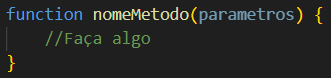 function nomeMetodo(parametros) {
    //Faça algo
}